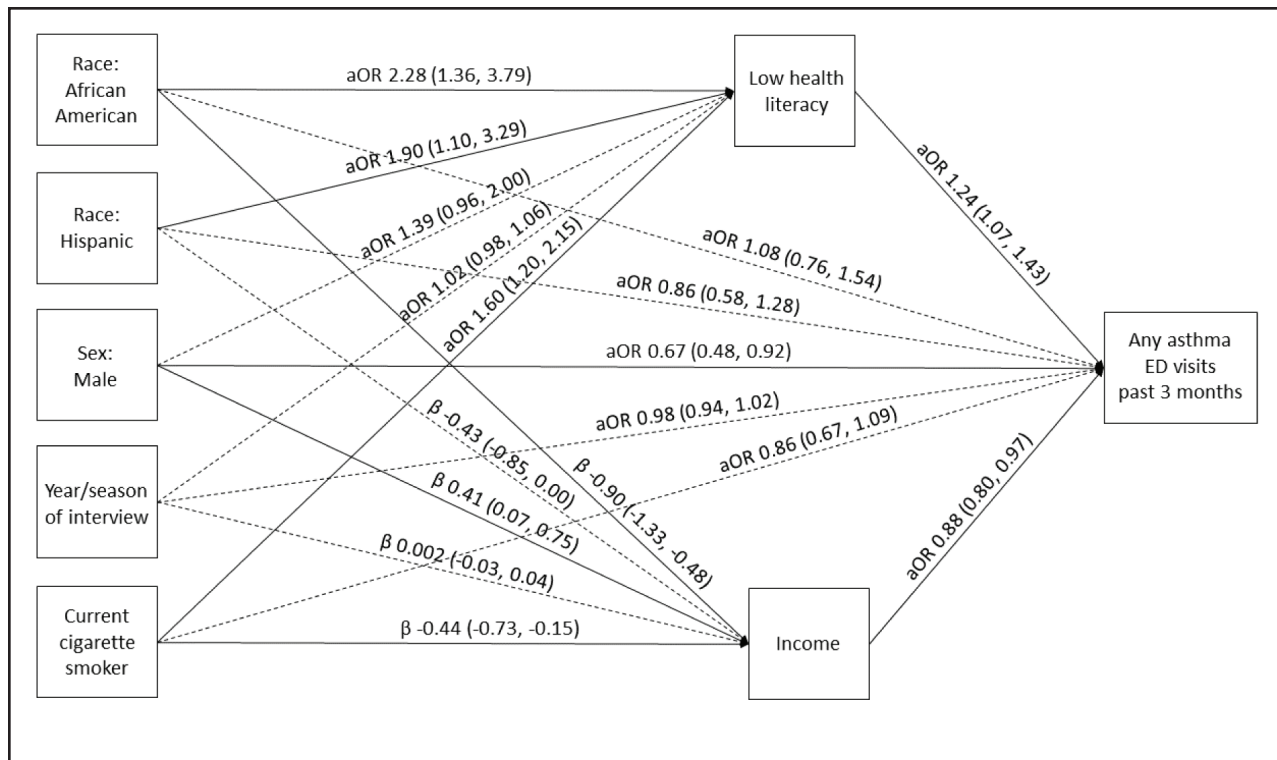 Race:
African
American
aOR 2.28 (1.36, 3.79)
Low health
literacy
aOR 1.90 (1.10, 3.29)
Race:
Hispanic
aOR 1.39 (0.96, 2.00)
aOR 1.02 (0.98, 1.06)
aOR 1.60 (1.20, 2.15)
aOR 1.24 (1.07, 1.43)
aOR 1.08 (0.76, 1.54)
aOR 0.86 (0.58, 1.28)
Sex:
Male
aOR 0.67 (0.48, 0.92)
Any asthma
ED visits
past 3 months
aOR 0.98 (0.94, 1.02)
aOR 0.86 (0.67, 1.09)
β -0.43 (-0.85, 0.00)
β -0.90 (-1.33, -0.48)
Year/season
of interview
β 0.41 (0.07, 0.75)
β 0.002 (-0.03, 0.04)
aOR 0.88 (0.80, 0.97)
Current
cigarette
smoker
β -0.44 (-0.73, -0.15)
Income